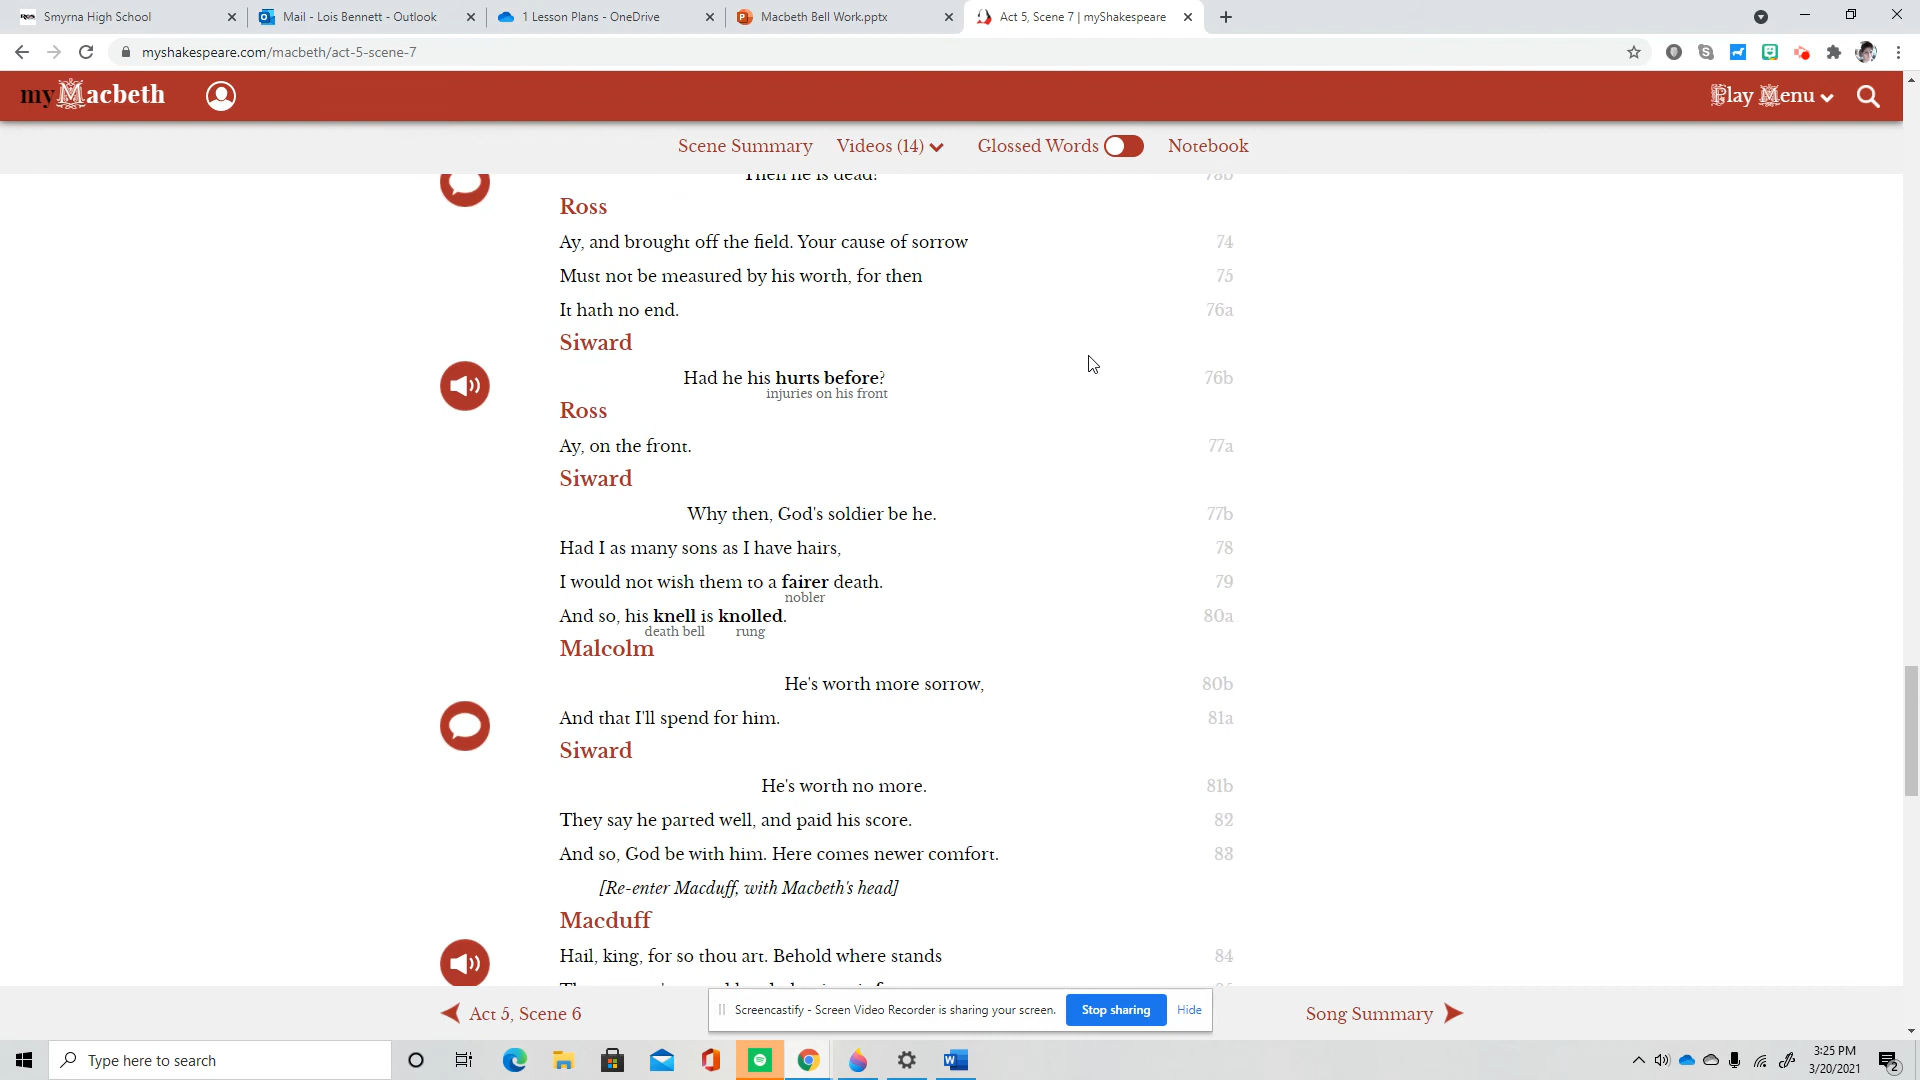 Smyrna High School
Mail - Lois Bennett - Outlook
1 Lesson Plans - OneDrive
Macbeth Bell Work.pptx
Act 5, Scene 7 | myShakespeare
myshakespeare.com/macbeth/act-5-scene-7
my Macbeth
Play Menu
Scene Summary
Videos (14)
Glossed Words
Notebook
Then he is dead?
73b
Ross
Ay, and brought off the field. Your cause of sorrow
74
Must not be measured by his worth, for then
75
It hath no end.
76a
Siward
Had he his hurts before?
76b
injuries on his front
Ross
Ay, on the front.
77a
Siward
Why then, God's soldier be he.
77b
Had I as many sons as I have hairs,
78
I would not wish them to a fairer death.
79
nobler
And so, his knell is knolled.
80a
death bell rung
Malcolm
He's worth more sorrow,
80b
And that I'll spend for him.
81a
Siward
He's worth no more.
81b
They say he parted well, and paid his score.
82
And so, God be with him. Here comes newer comfort.
83
[Re-enter Macduff, with Macbeth's head]
Macduff
Hail, king, for so thou art. Behold where stands
84
Act 5, Scene 6
Screencastify - Screen Video Recorder is sharing your screen.
Stop sharing
Hide
Song Summary
Type here to search
3:25 PM
3/20/2021
2